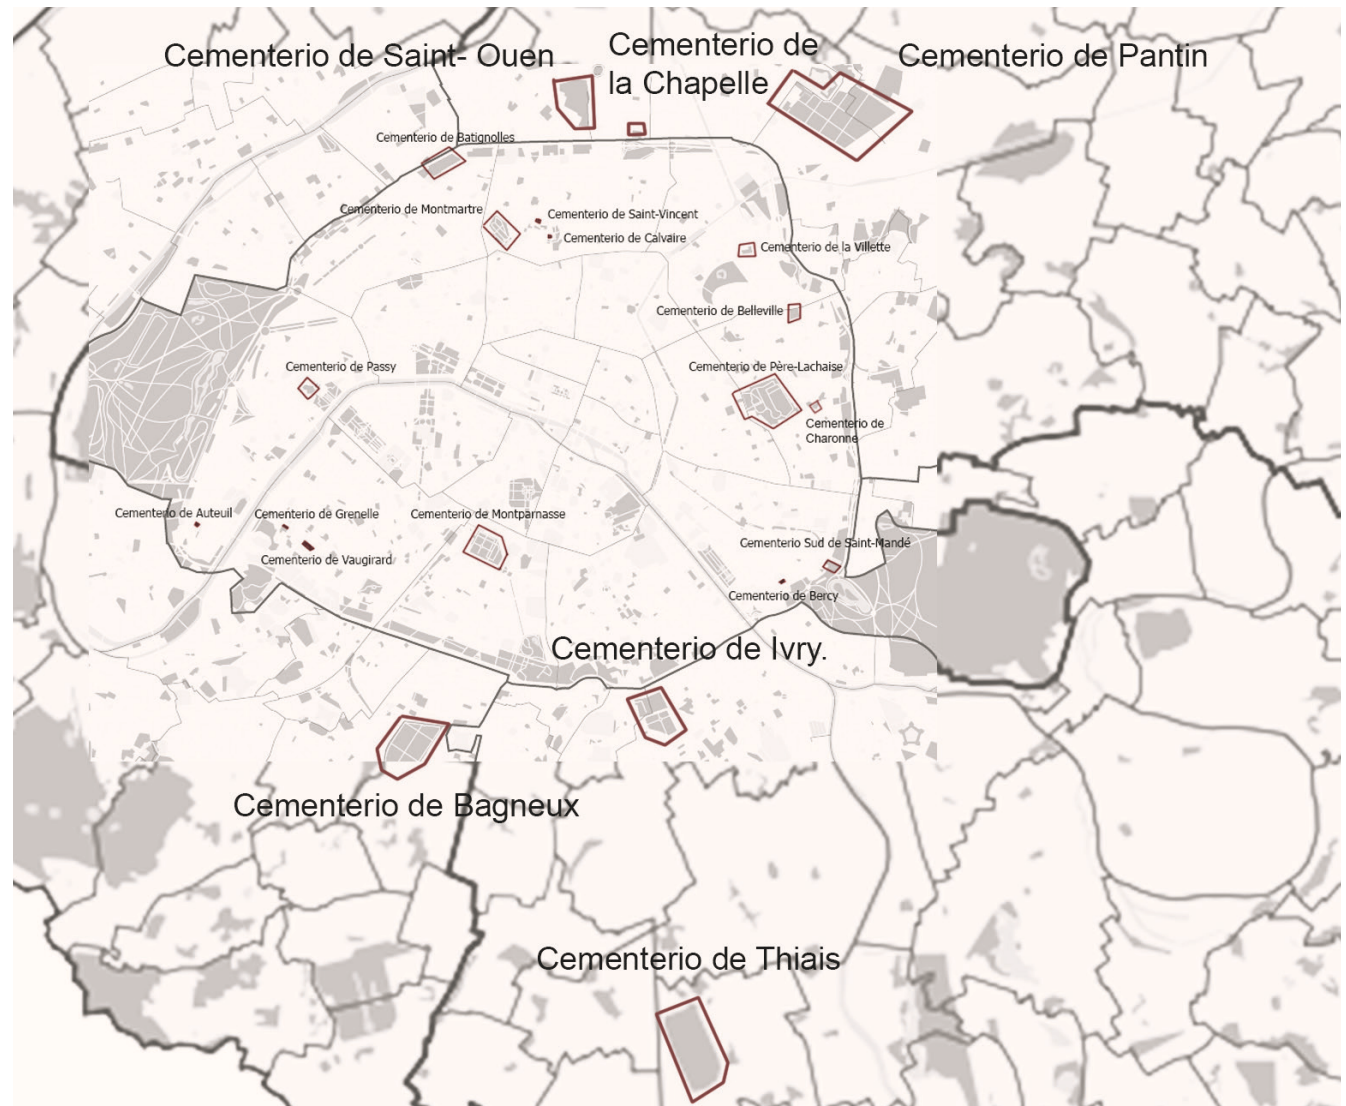 Cementerio de Saint- Ouen
Cementerio de
la Chapelle
Cementerio de Pantin
Cementerio de Batignolles
Cementerio de Montmartre
Cementerio de Saint-Vincent
Cementerio de Calvaire
Cementerio de la Villette
Cementerio de Belleville
Cementerio de Passy
Cementerio de Père-Lachaise
Cementerio de
Charonne
Cementerio de Auteuil
Cementerio de Grenelle
Cementerio de Montparnasse
Cementerio de Vaugirard
Cementerio Sud de Saint-Mandé
Cementerio de Bercy
Cementerio de Ivry.
Cementerio de Bagneux
Cementerio de Thiais